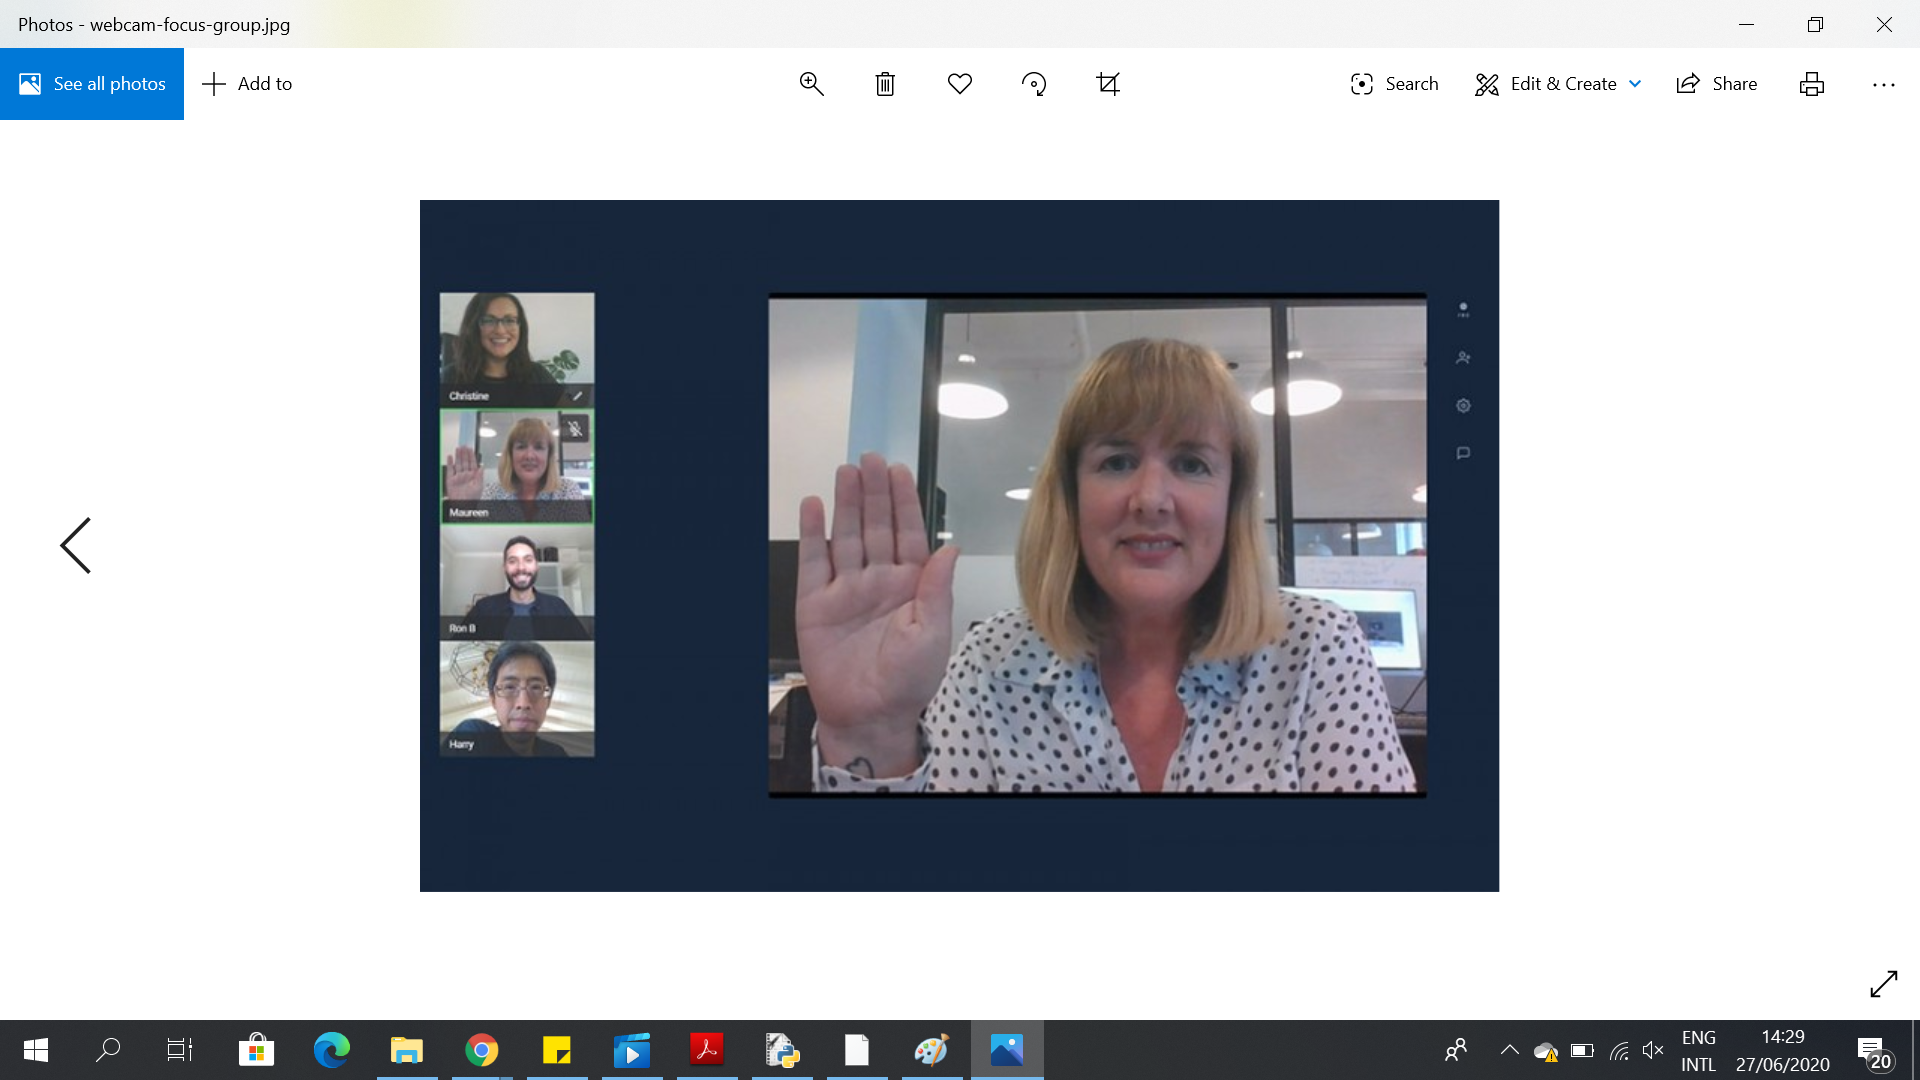 Photos - webcam-focus-group.jpg
See all photos
Add to
Search
Edit & Create
Share
Christine
Maureen
Ron B
Harry
ENG
INTL
14:29
27/06/2020
20